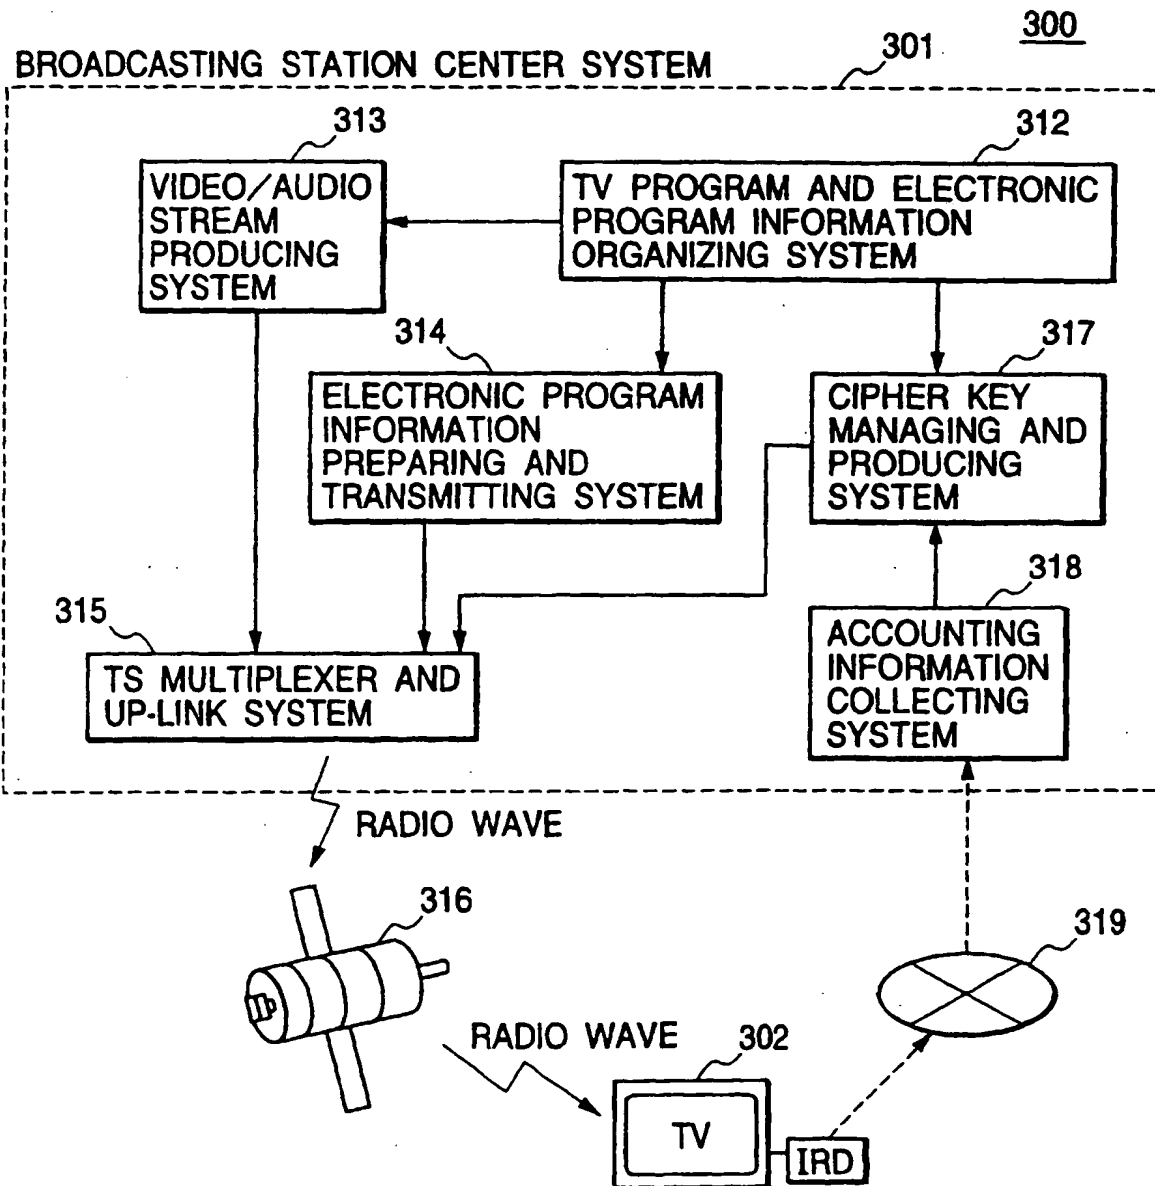 300
301
BROADCASTING STATION CENTER SYSTEM
313
312
VIDEO/AUDIO
STREAM
PRODUCING
SYSTEM
TV PROGRAM AND ELECTRONIC
PROGRAM INFORMATION
ORGANIZING SYSTEM
314
317
ELECTRONIC PROGRAM
INFORMATION
PREPARING AND
TRANSMITTING SYSTEM
CIPHER KEY
MANAGING AND
PRODUCING
SYSTEM
318
315
ACCOUNTING
INFORMATION
COLLECTING
SYSTEM
TS MULTIPLEXER AND
UP-LINK SYSTEM
RADIO WAVE
316
319
RADIO WAVE
302
TV
IRD